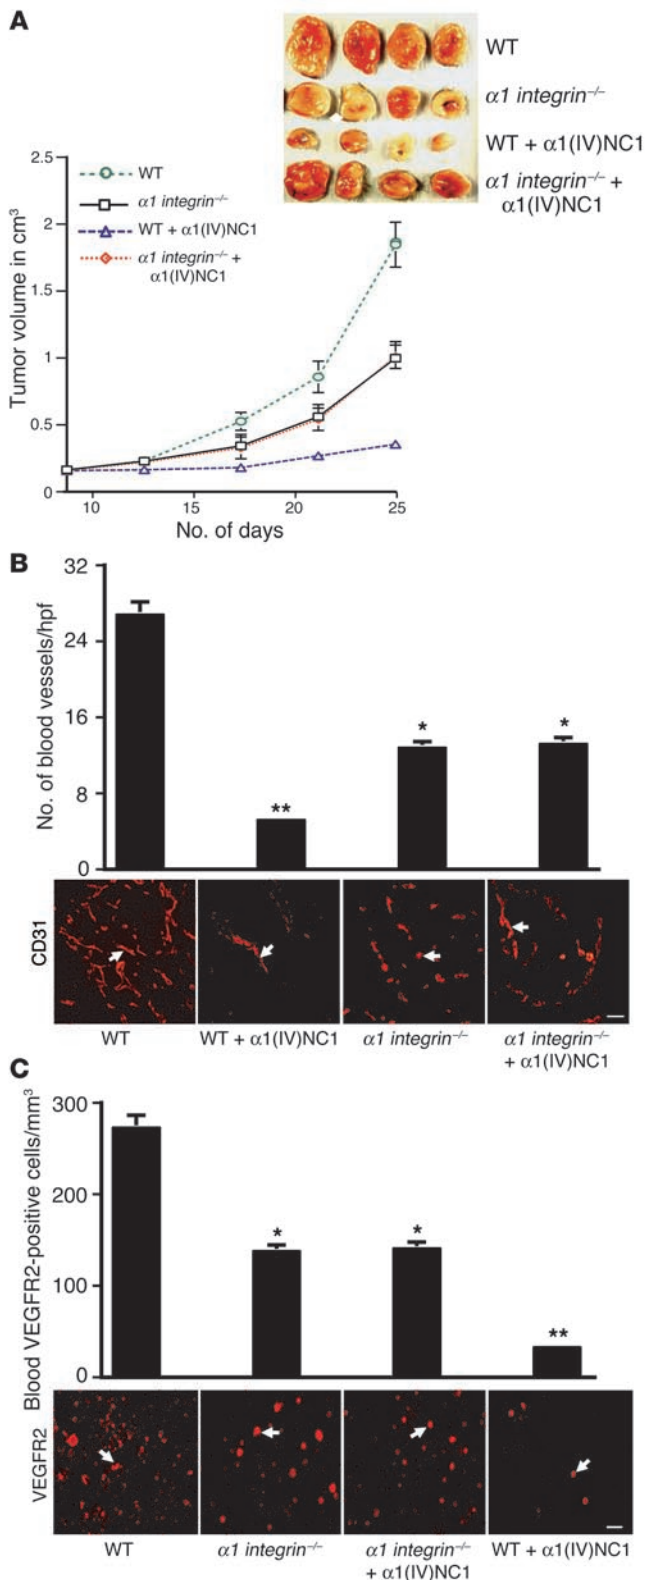 A
WT
α1 integrin−/−
WT + α1(IV)NC1
α1 integrin−/− +
α1(IV)NC1
2.5
2
1.5
1
0.5
0
WT
α1 integrin−/−
WT + α1(IV)NC1
α1 integrin−/− +
α1(IV)NC1
Tumor volume in cm³
10 15 20 25
No. of days
B
32
24
16
8
0
No. of blood vessels/hpf
**
*
*
CD31
WT
WT + α1(IV)NC1
α1 integrin−/−
α1 integrin−/−
+ α1(IV)NC1
C
300
200
100
0
Blood VEGFR2-positive cells/mm³
*
*
**
VEGFR2
WT
α1 integrin−/−
α1 integrin−/−
+ α1(IV)NC1
WT + α1(IV)NC1